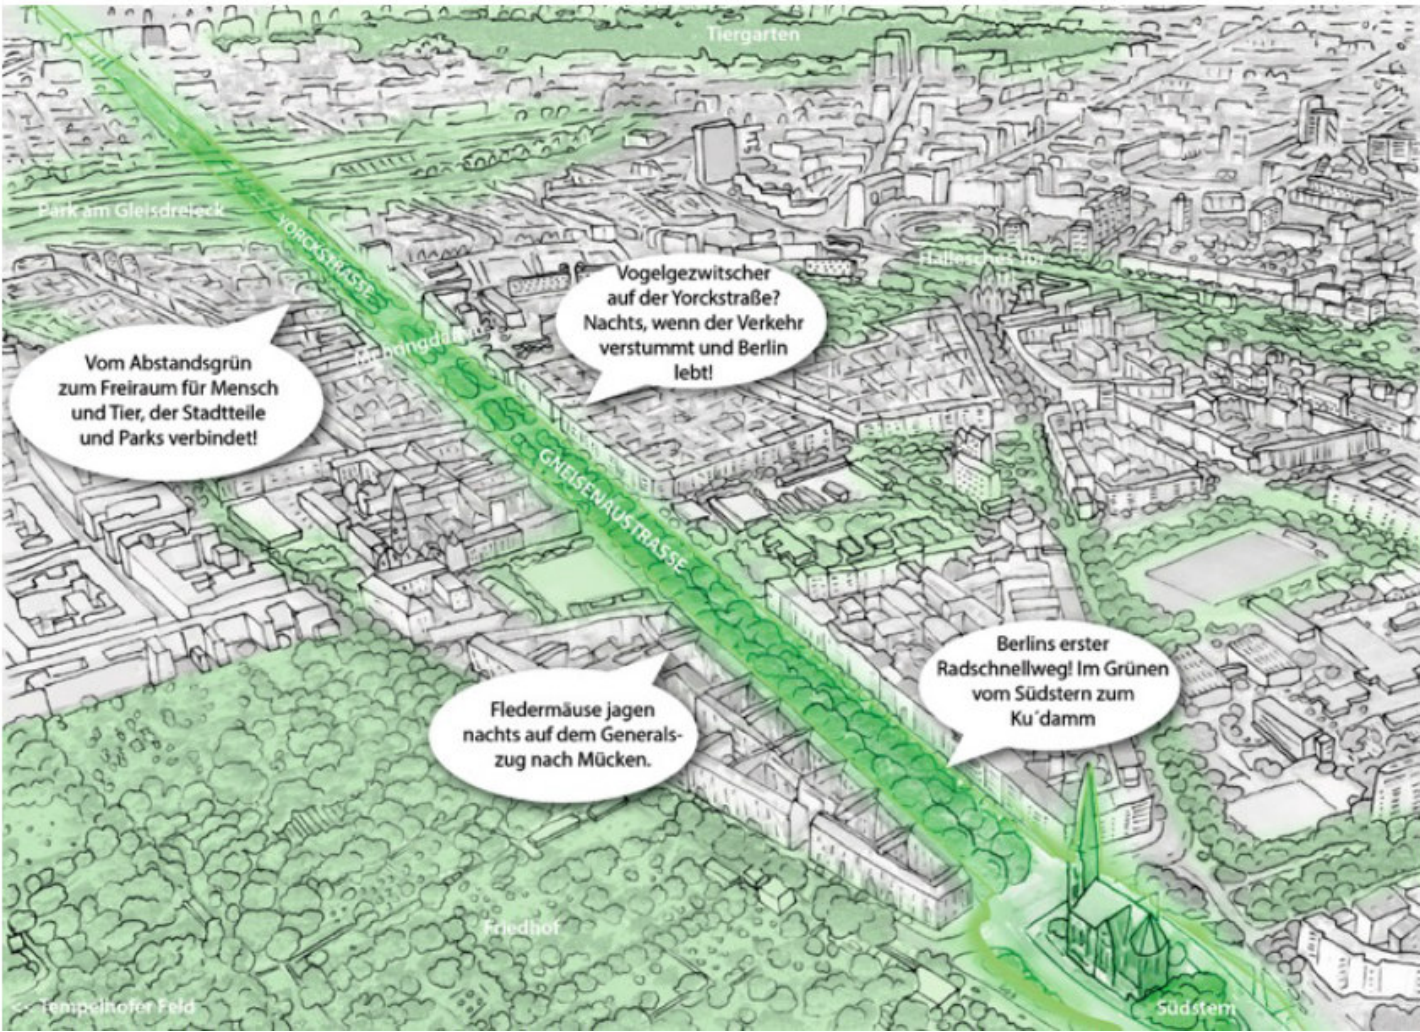 Tiergarten
Park am Gleisdreieck
YORCKSTRASSE
Hallesches Tor
Vogelgezwitscher
auf der Yorckstraße?
Nachts, wenn der Verkehr
verstummt und Berlin
lebt!
Mehringdamm
Vom Abstandsgrün
zum Freiraum für Mensch
und Tier, der Stadtteile
und Parks verbindet!
GNEISENAUSTRASSE
Berlins erster
Radschnellweg! Im Grünen
vom Südstern zum
Ku´damm
Fledermäuse jagen
nachts auf dem Generals-
zug nach Mücken.
Friedhof
<- Tempelhofer Feld
Südstern